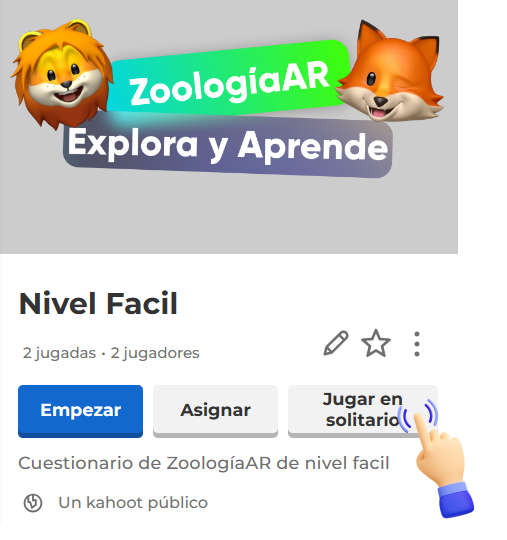 ZoologíaAR
Explora y Aprende
Nivel Facil
2 jugadas • 2 jugadores
Empezar
Asignar
Jugar en
solitario
Cuestionario de ZoologíaAR de nivel facil
Un kahoot público